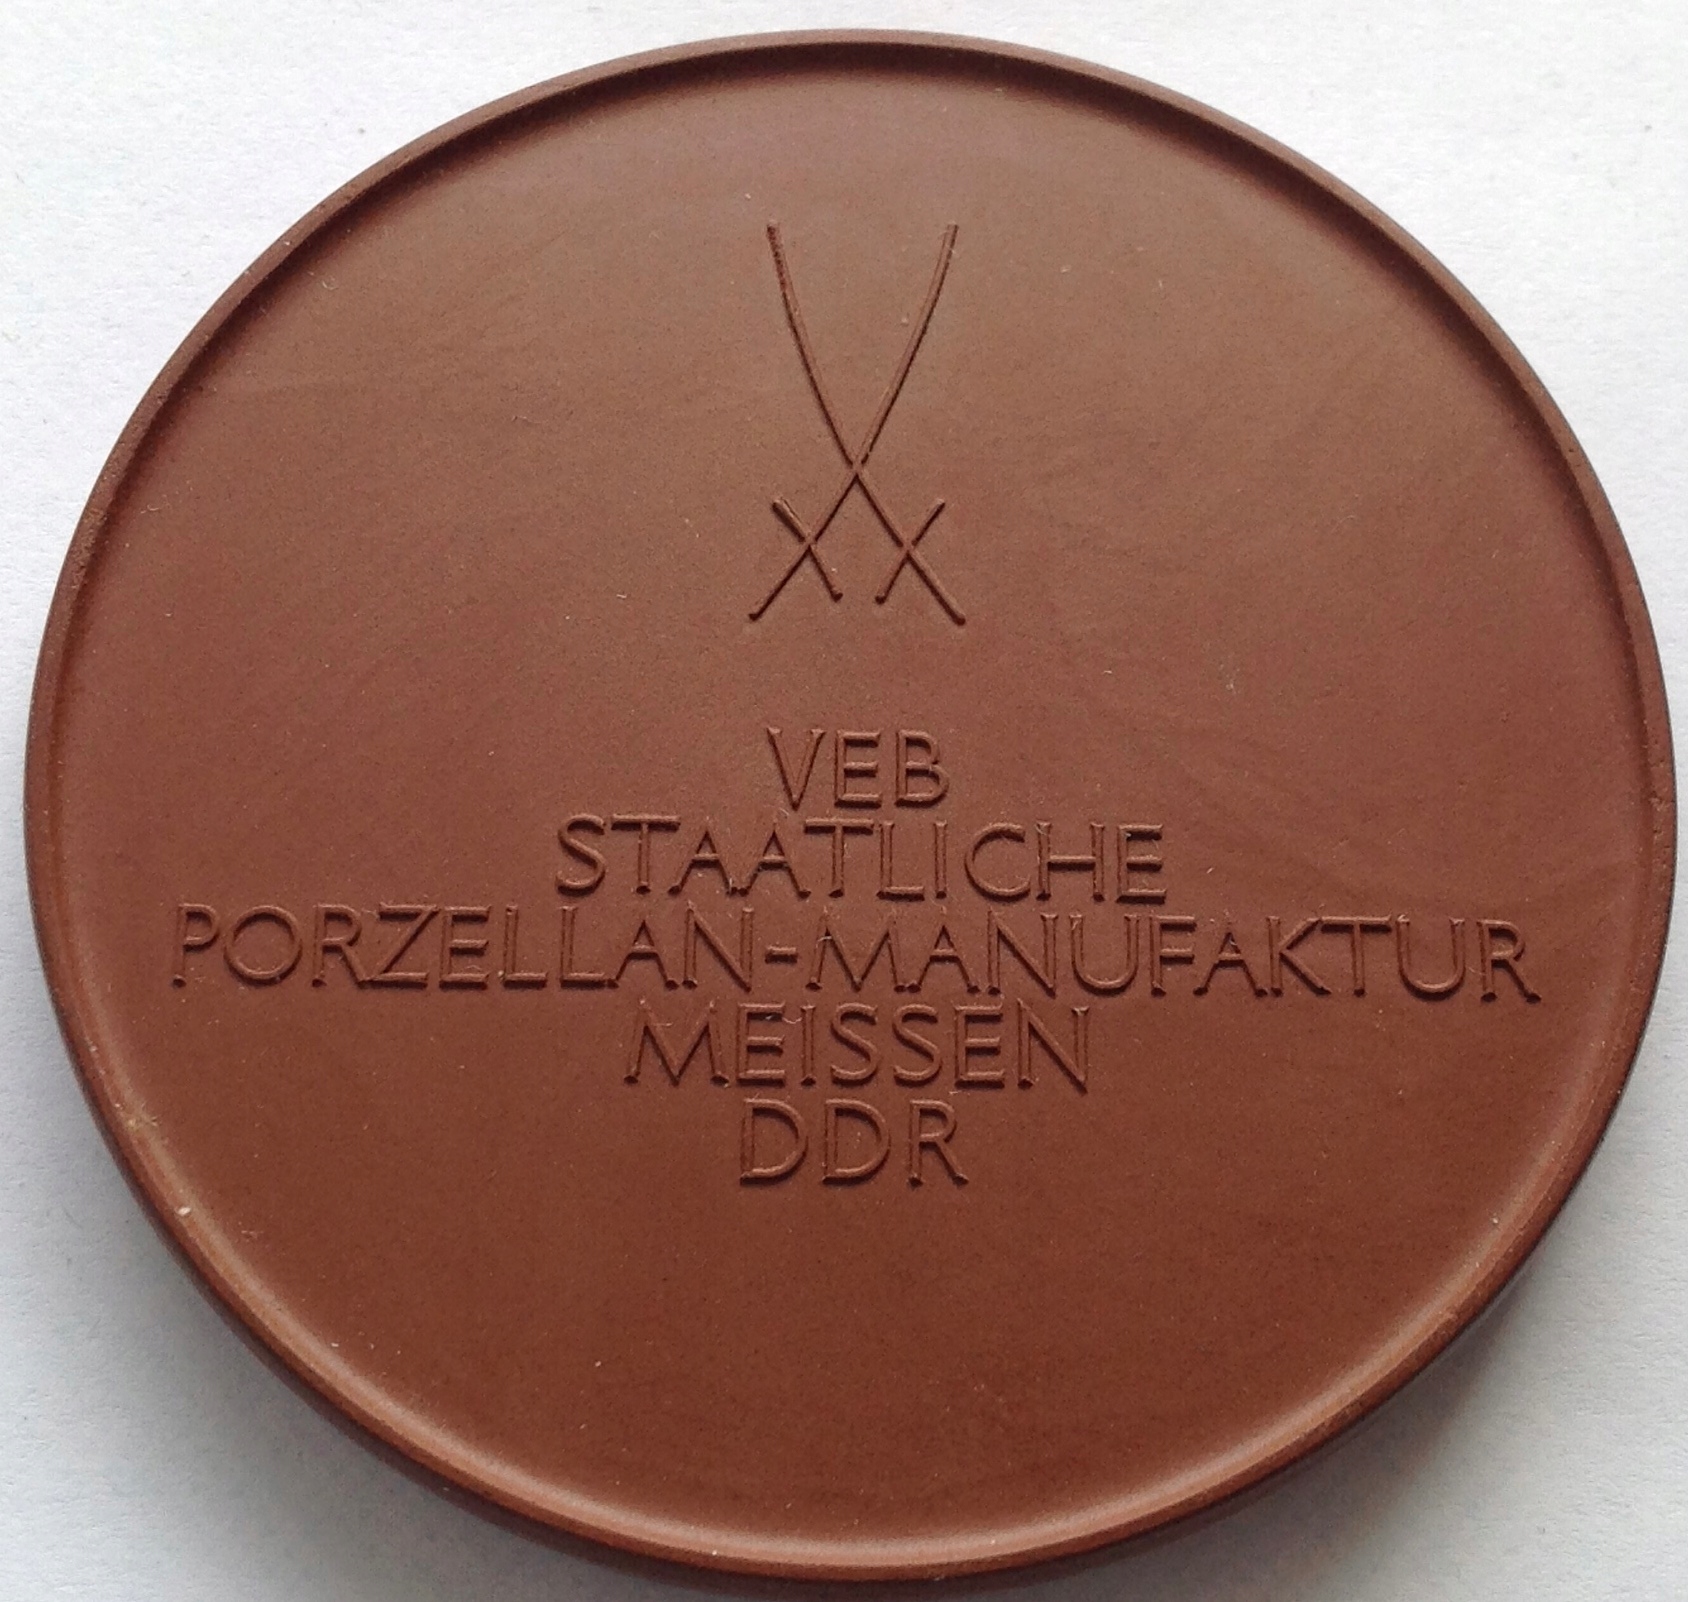 VEB
STAATLICHE
PORZELLAN-MANUFAKTUR
MEISSEN
DDR